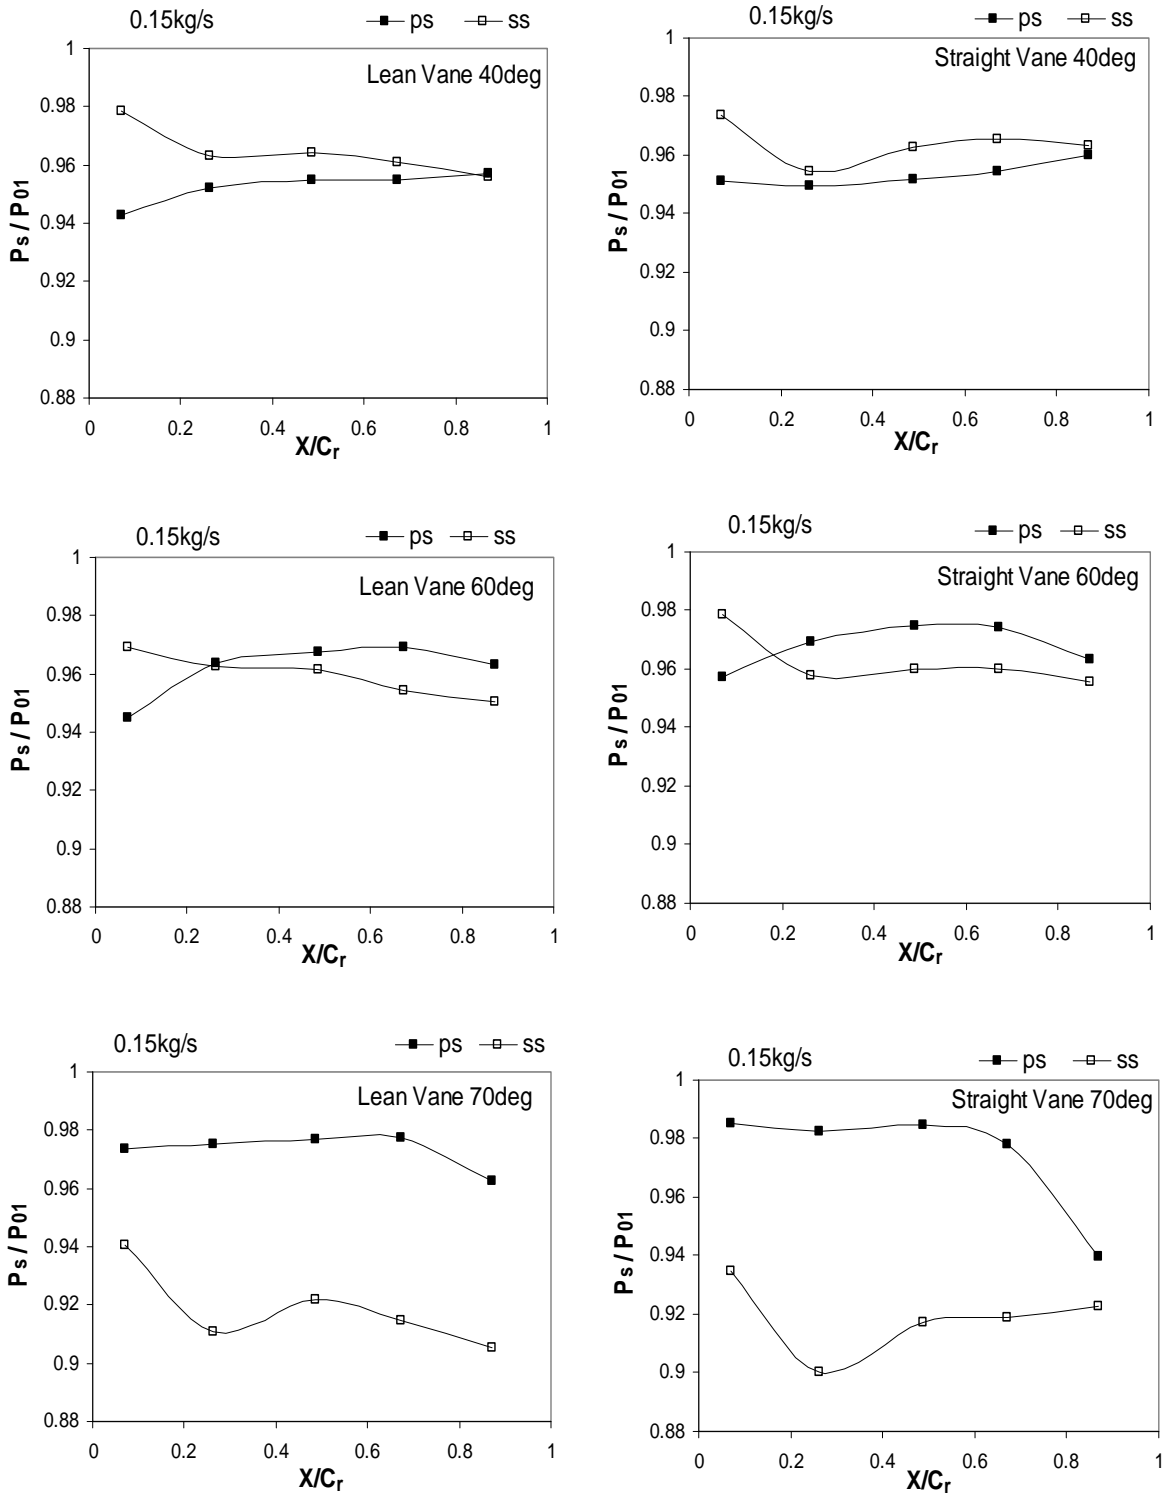 0.15kg/s ps ss
Lean Vane 40deg
1
0.98
0.96
0.94
0.92
0.9
0.88
Ps / P01
0 0.2 0.4 0.6 0.8 1
X/Cr
0.15kg/s ps ss
Straight Vane 40deg
1
0.98
0.96
0.94
0.92
0.9
0.88
Ps / P01
0 0.2 0.4 0.6 0.8 1
X/Cr
0.15kg/s ps ss
Lean Vane 60deg
1
0.98
0.96
0.94
0.92
0.9
0.88
Ps / P01
0 0.2 0.4 0.6 0.8 1
X/Cr
0.15kg/s ps ss
Straight Vane 60deg
1
0.98
0.96
0.94
0.92
0.9
0.88
Ps / P01
0 0.2 0.4 0.6 0.8 1
X/Cr
0.15kg/s ps ss
Lean Vane 70deg
1
0.98
0.96
0.94
0.92
0.9
0.88
Ps / P01
0 0.2 0.4 0.6 0.8 1
X/Cr
0.15kg/s ps ss
Straight Vane 70deg
1
0.98
0.96
0.94
0.92
0.9
0.88
Ps / P01
0 0.2 0.4 0.6 0.8 1
X/Cr